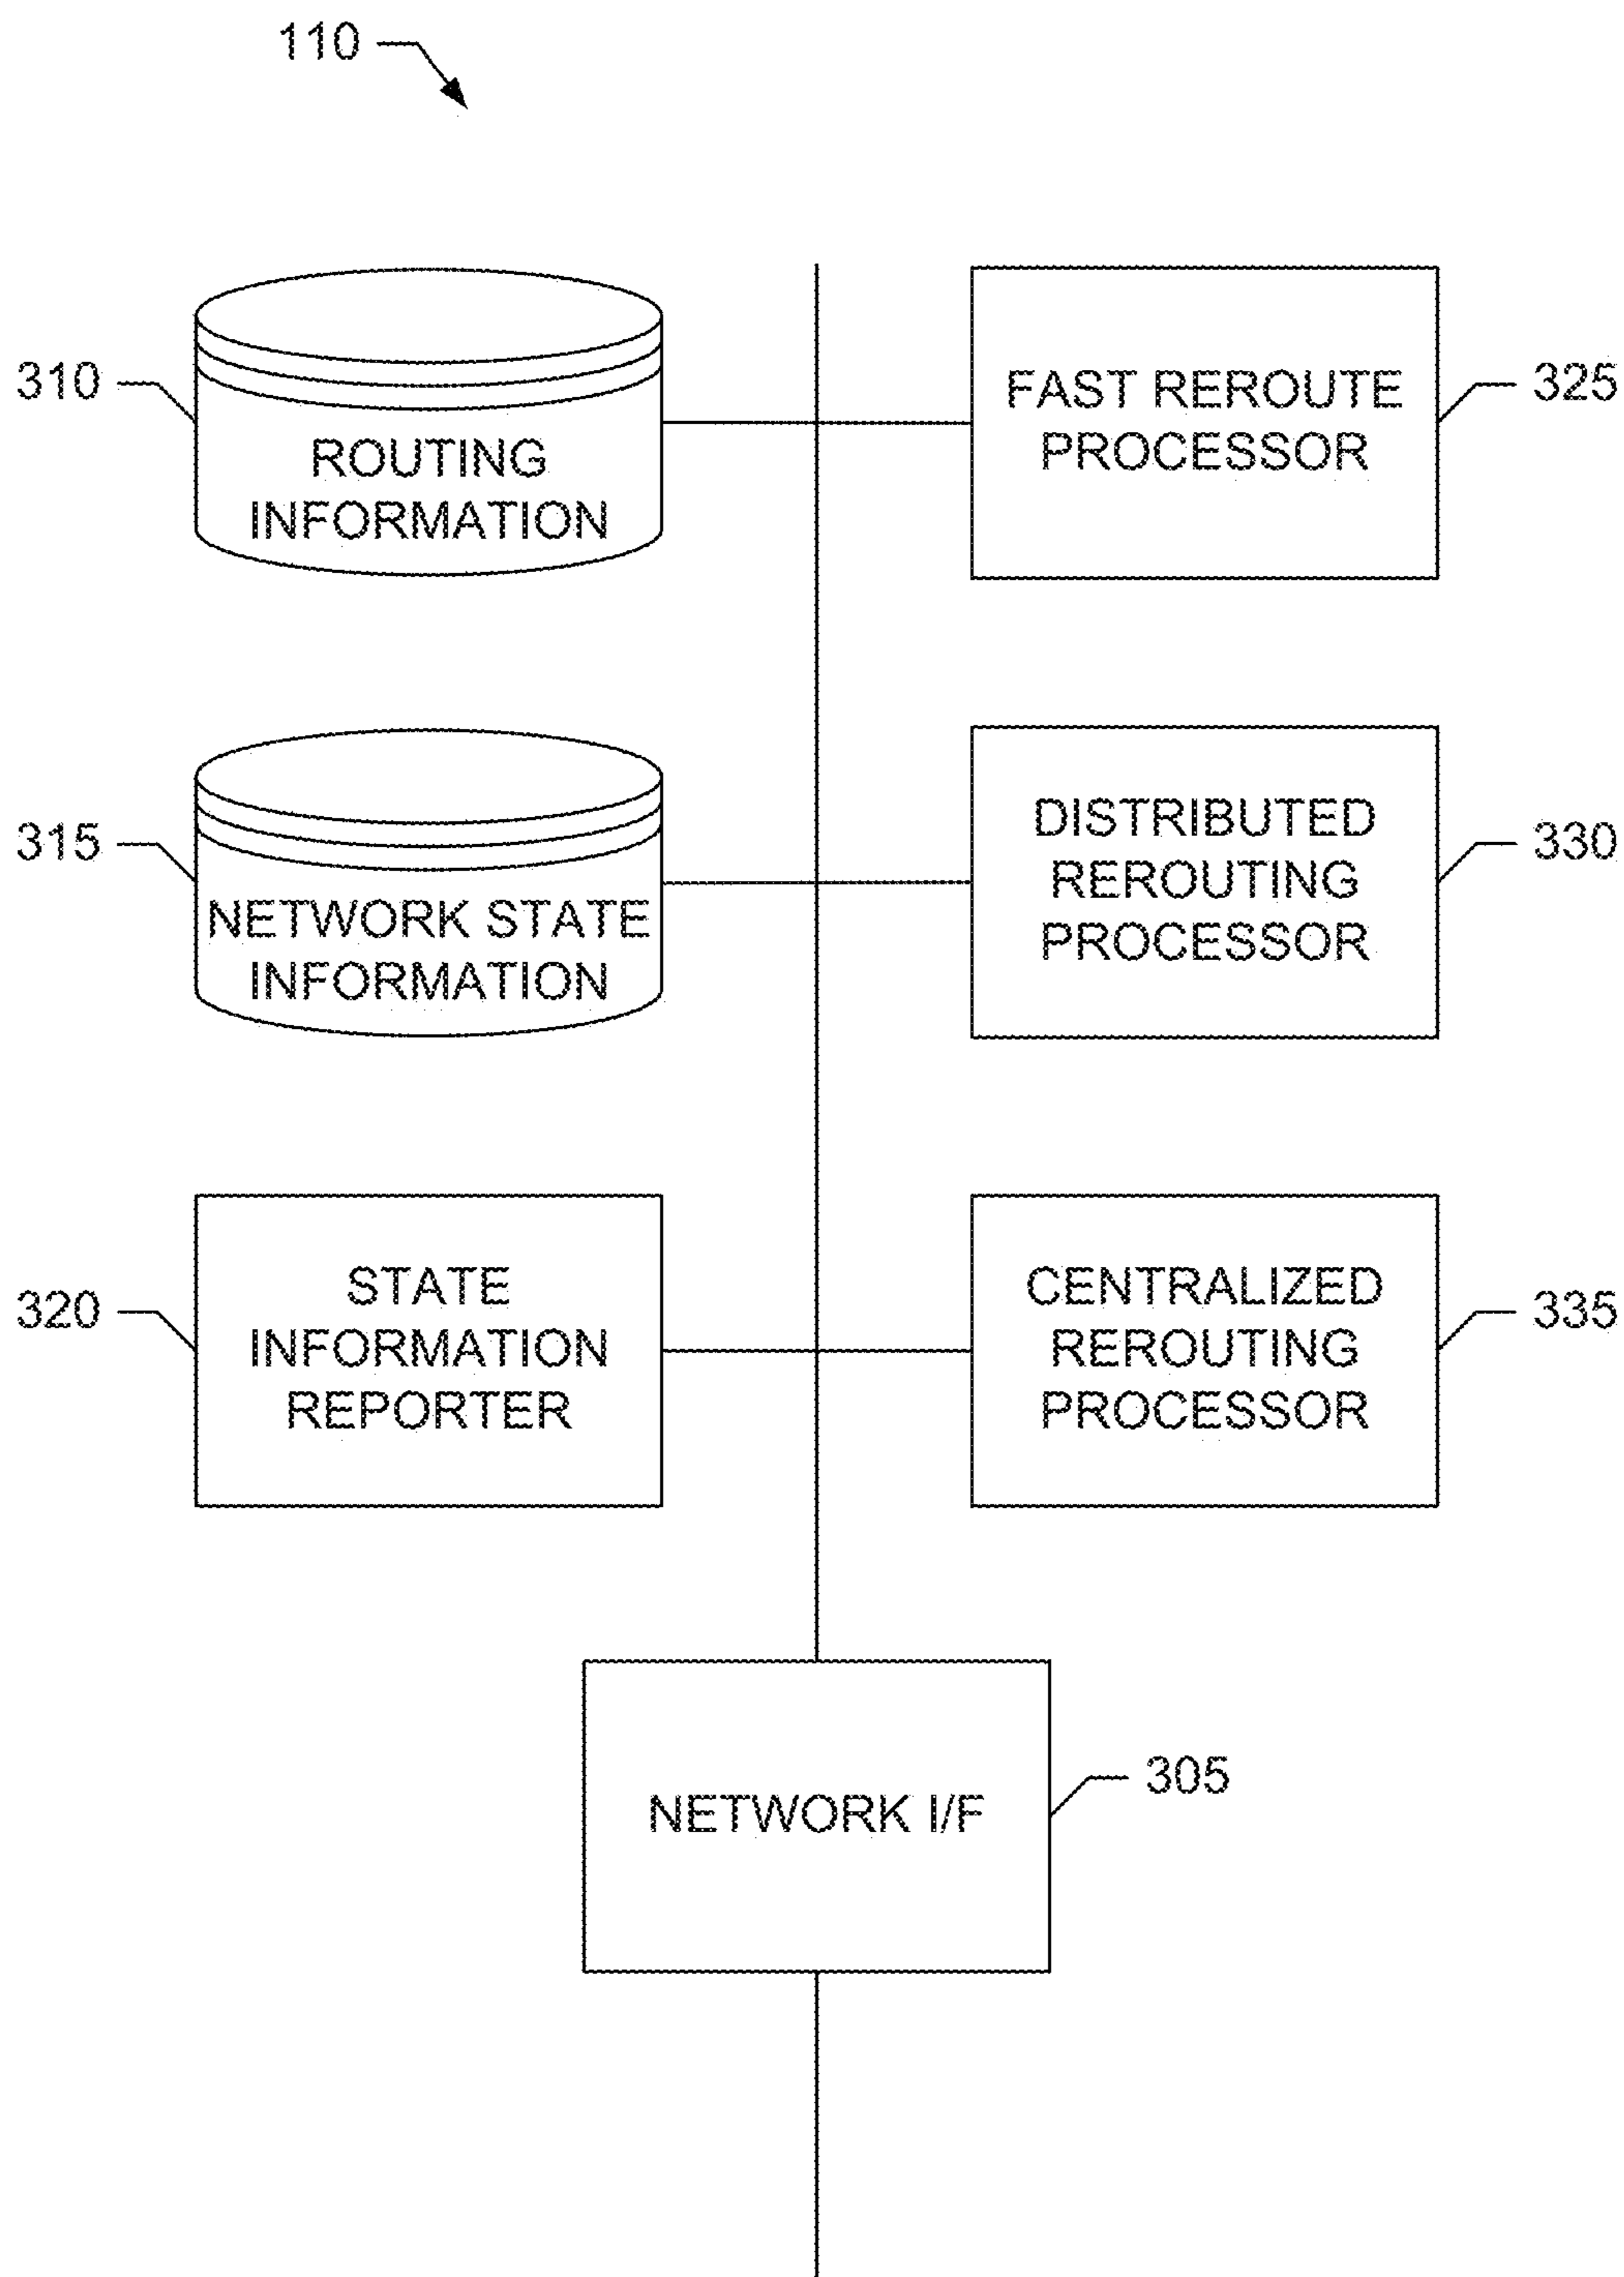 110
310
ROUTING
INFORMATION
FAST REROUTE
PROCESSOR
325
315
NETWORK STATE
INFORMATION
DISTRIBUTED
REROUTING
PROCESSOR
330
320
STATE
INFORMATION
REPORTER
CENTRALIZED
REROUTING
PROCESSOR
335
NETWORK I/F
305